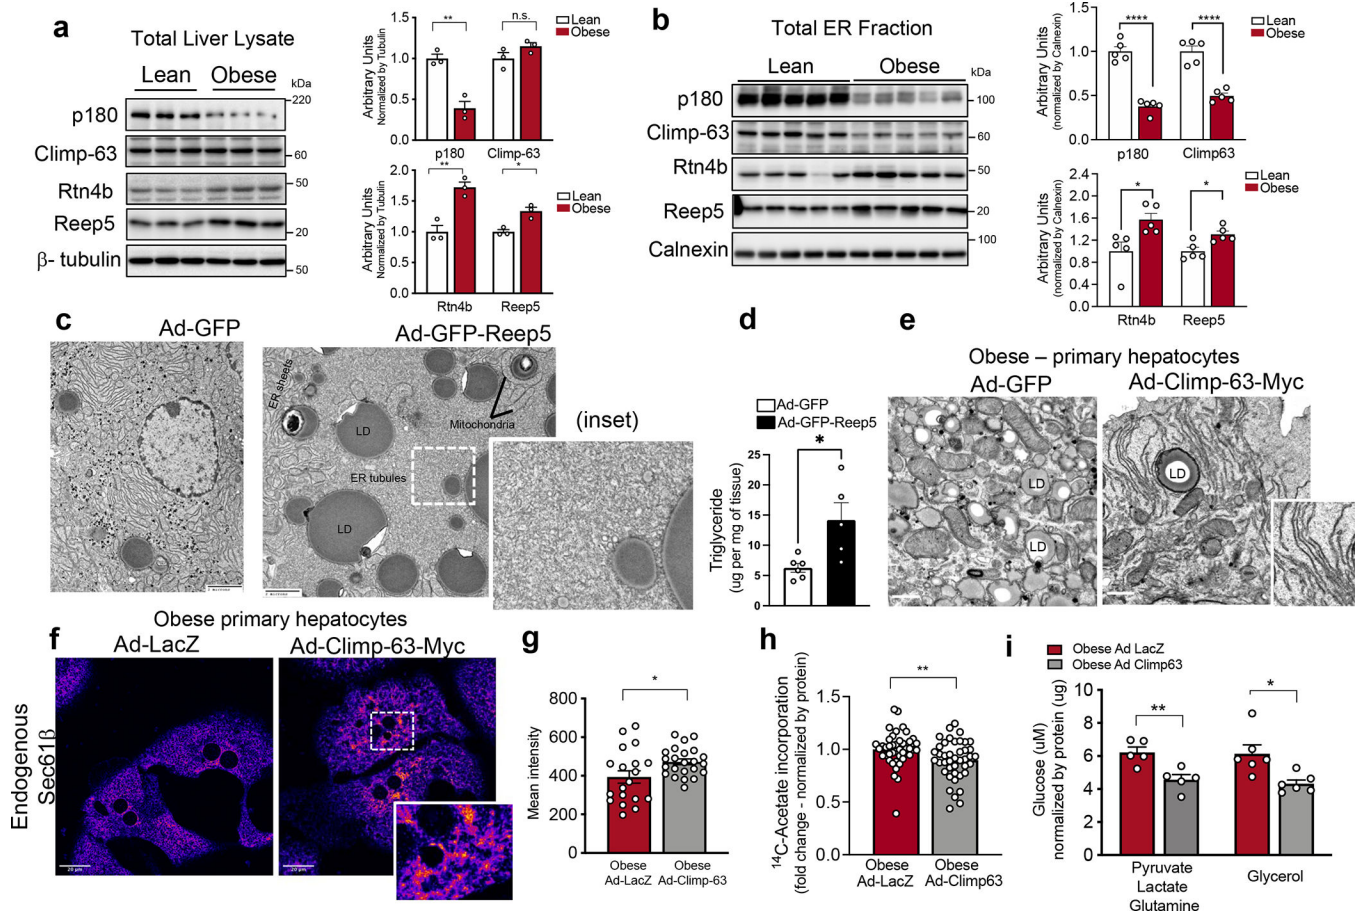 a
Total Liver Lysate
Lean Obese
kDa
p180
220
Climp-63
60
Rtn4b
50
Reep5
20
β- tubulin
50
Arbitrary Units
Normalized by Tubulin
1.5
1.0
0.5
0.0
** n.s.
Lean
Obese
p180 Climp-63
Arbitrary Units
Normalized by Tubulin
2.0
1.5
1.0
0.5
0.0
** *
Lean
Obese
Rtn4b Reep5
b
Total ER Fraction
Lean Obese
kDa
p180
100
Climp-63
60
Rtn4b
50
Reep5
20
Calnexin
100
Arbitrary Units
(normalized by Calnexin)
1.5
1.0
0.5
0.0
**** ****
Lean
Obese
p180 Climp63
Arbitrary Units
(normalized by Calnexin)
2.4
1.8
1.2
0.6
0.0
* *
Lean
Obese
Rtn4b Reep5
c
Ad-GFP
Ad-GFP-Reep5
ER sheets
LD
Mitochondria
ER tubules
LD
(inset)
d
Ad-GFP
Ad-GFP-Reep5
*
Triglyceride
(ug per mg of tissue)
25
20
15
10
5
0
e
Obese – primary hepatocytes
Ad-GFP Ad-Climp-63-Myc
LD
LD
LD
f
Obese primary hepatocytes
Ad-LacZ Ad-Climp-63-Myc
Endogenous
Sec61β
20 μm
20 μm
g
Mean intensity
800
600
400
200
0
*
Obese
Ad-LacZ
Obese
Ad-Climp-63
h
14C-Acetate incorporation
(fold change - normalized by protein)
1.5
1.0
0.5
0.0
**
Obese
Ad-LacZ
Obese
Ad-Climp63
i
Obese Ad LacZ
Obese Ad Climp63
Glucose (uM)
normalized by protein (ug)
10
8
6
4
2
0
** *
Pyruvate
Lactate
Glutamine
Glycerol